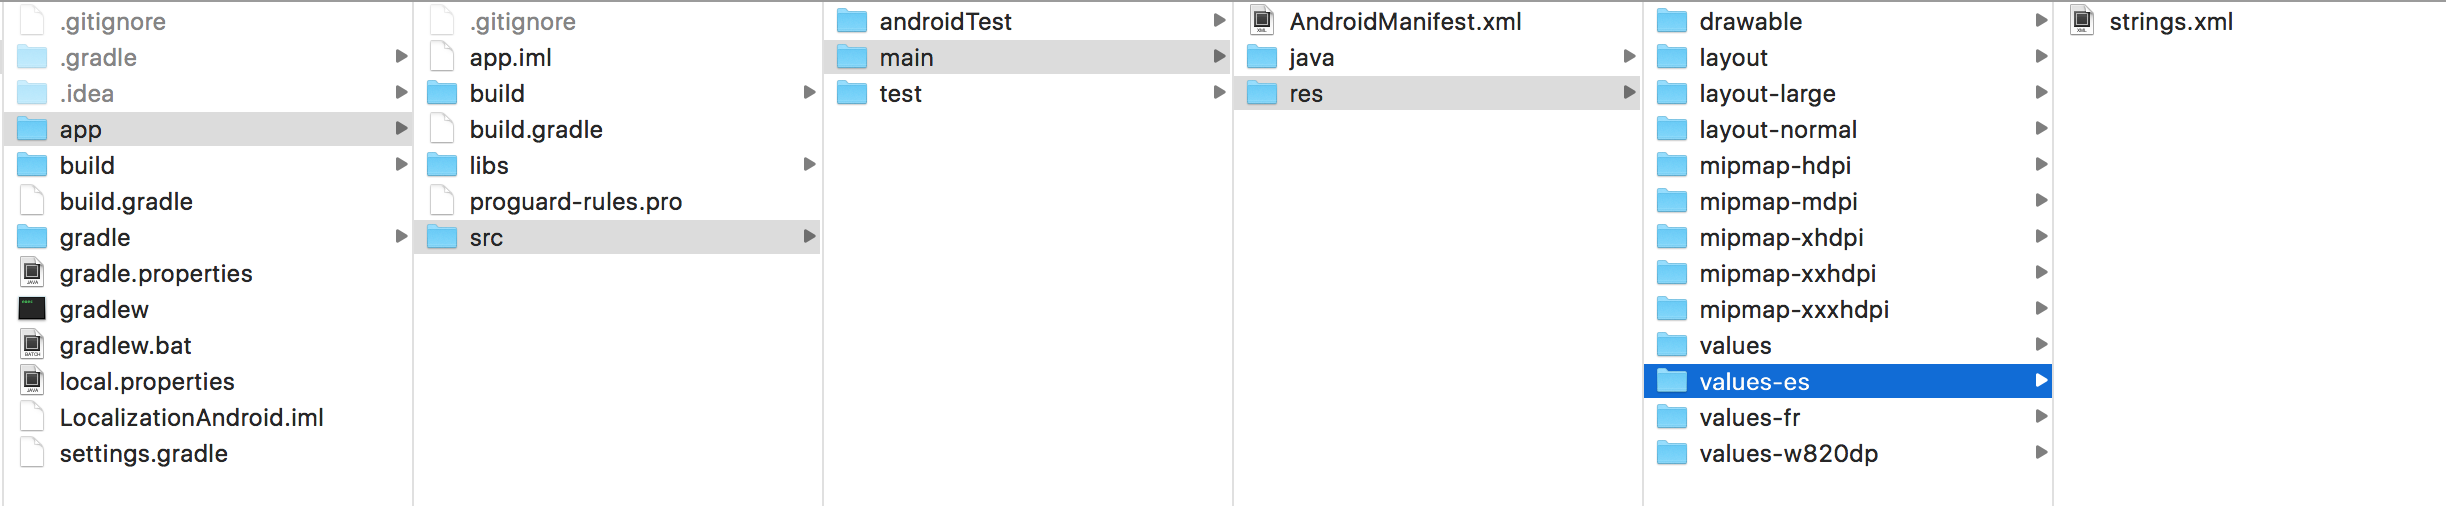 .gitignore
.gradle
.idea
app
build
build.gradle
gradle
gradle.properties
gradlew
gradlew.bat
local.properties
LocalizationAndroid.iml
settings.gradle
.gitignore
app.iml
build
build.gradle
libs
proguard-rules.pro
src
androidTest
main
test
AndroidManifest.xml
java
res
drawable
layout
layout-large
layout-normal
mipmap-hdpi
mipmap-mdpi
mipmap-xhdpi
mipmap-xxhdpi
mipmap-xxxhdpi
values
values-es
values-fr
values-w820dp
strings.xml